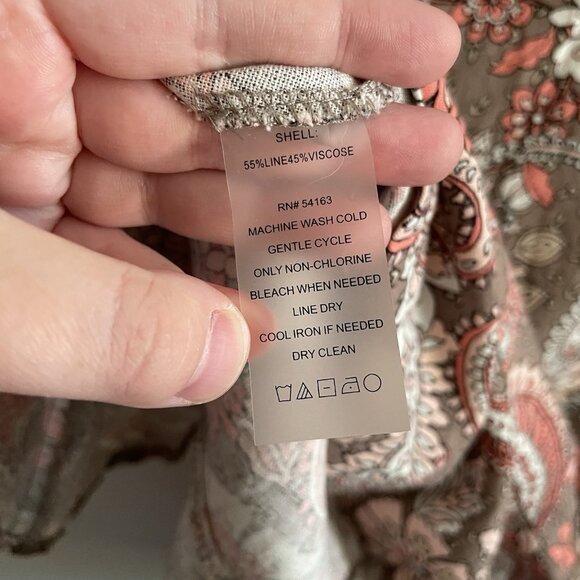 SHELL:
55%LINE45%VISCOSE
RN# 54163
MACHINE WASH COLD
GENTLE CYCLE
ONLY NON-CHLORINE
BLEACH WHEN NEEDED
LINE DRY
COOL IRON IF NEEDED
DRY CLEAN